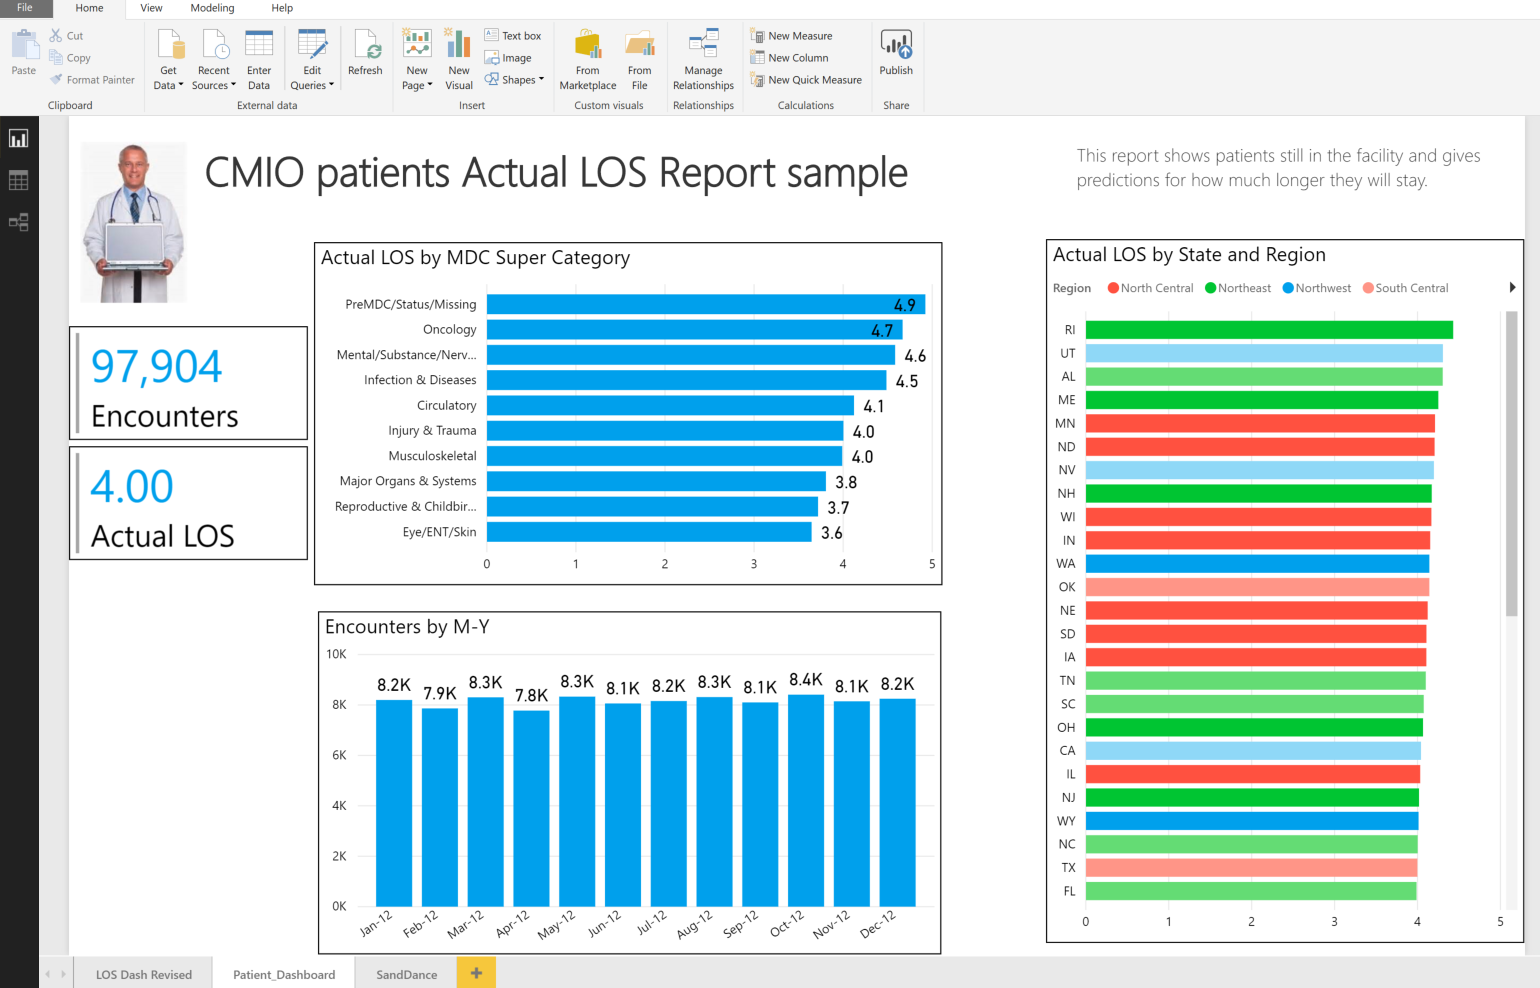 File Home View Modeling Help
Cut
Copy
Format Painter
Paste
Clipboard
Get Data
Recent Sources
Enter Data
Edit Queries
Refresh
External data
New Page
New Visual
Text box
Image
Shapes
Insert
From Marketplace
From File
Custom visuals
Manage Relationships
Relationships
New Measure
New Column
New Quick Measure
Calculations
Publish
Share
CMIO patients Actual LOS Report sample
This report shows patients still in the facility and gives
predictions for how much longer they will stay.
97,904
Encounters
4.00
Actual LOS
Actual LOS by MDC Super Category
PreMDC/Status/Missing 4.9
Oncology 4.7
Mental/Substance/Nerv... 4.6
Infection & Diseases 4.5
Circulatory 4.1
Injury & Trauma 4.0
Musculoskeletal 4.0
Major Organs & Systems 3.8
Reproductive & Childbir... 3.7
Eye/ENT/Skin 3.6
0 1 2 3 4 5
Encounters by M-Y
10K
8K
6K
4K
2K
0K
8.2K 7.9K 8.3K 7.8K 8.3K 8.1K 8.2K 8.3K 8.1K 8.4K 8.1K 8.2K
Jan-12 Feb-12 Mar-12 Apr-12 May-12 Jun-12 Jul-12 Aug-12 Sep-12 Oct-12 Nov-12 Dec-12
Actual LOS by State and Region
Region North Central Northeast Northwest South Central
RI
UT
AL
ME
MN
ND
NV
NH
WI
IN
WA
OK
NE
SD
IA
TN
SC
OH
CA
IL
NJ
WY
NC
TX
FL
0 1 2 3 4 5
LOS Dash Revised Patient_Dashboard SandDance +